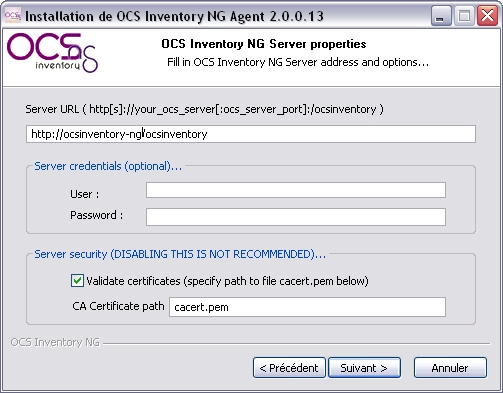 Installation de OCS Inventory NG Agent 2.0.0.13
OCS ng
inventory
OCS Inventory NG Server properties
Fill in OCS Inventory NG Server address and options...
Server URL ( http[s]://your_ocs_server[:ocs_server_port]:/ocsinventory )
http://ocsinventory-ng/ocsinventory
Server credentials (optional)...
User :
Password :
Server security (DISABLING THIS IS NOT RECOMMENDED)...
Validate certificates (specify path to file cacert.pem below)
CA Certificate path cacert.pem
OCS Inventory NG
< Précédent Suivant > Annuler